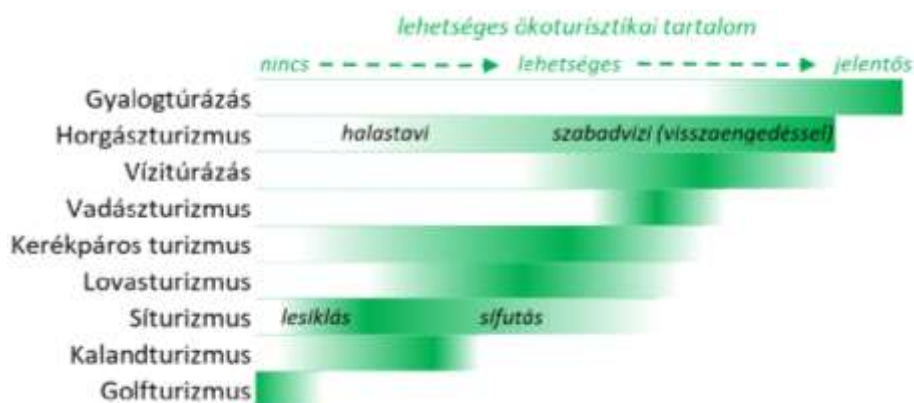 lehetséges ökoturisztikai tartalom
nincs lehetséges jelentős
Gyalogtúrázás
Horgászturizmus halastavi szabadvízi (visszaengedéssel)
Vízitúrázás
Vadászturizmus
Kerékpáros turizmus
Lovasturizmus
Síturizmus lesiklás sífutás
Kalandturizmus
Golfturizmus